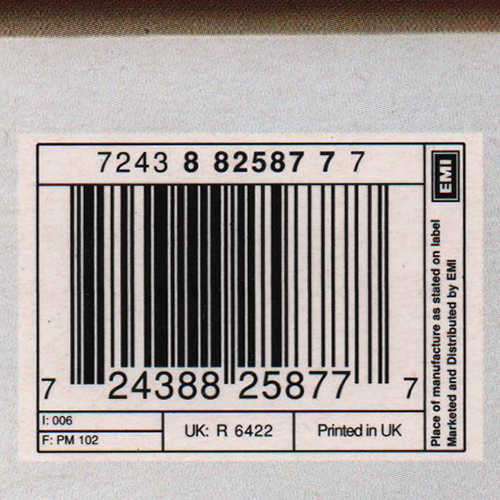 7243 8 82587 7 7
7 24388 25877 7
I: 006
F: PM 102
UK: R 6422
Printed in UK
EMI
Place of manufacture as stated on label
Marketed and Distributed by EMI